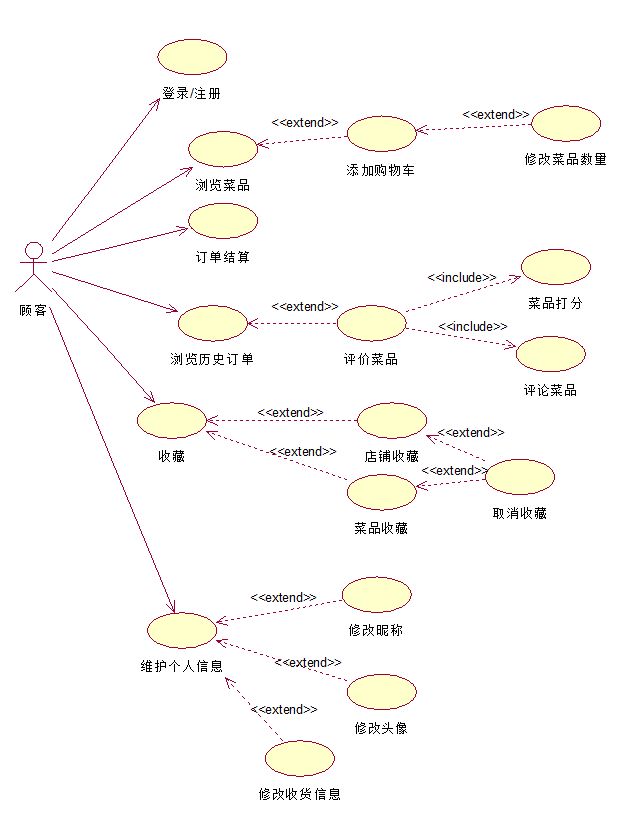 登录/注册
<<extend>>
<<extend>>
浏览菜品
添加购物车
修改菜品数量
订单结算
顾客
<<include>>
菜品打分
<<extend>>
浏览历史订单
评价菜品
<<include>>
评论菜品
<<extend>>
收藏
店铺收藏
<<extend>>
<<extend>>
<<extend>>
菜品收藏
取消收藏
<<extend>>
修改昵称
维护个人信息
<<extend>>
修改头像
<<extend>>
修改收货信息